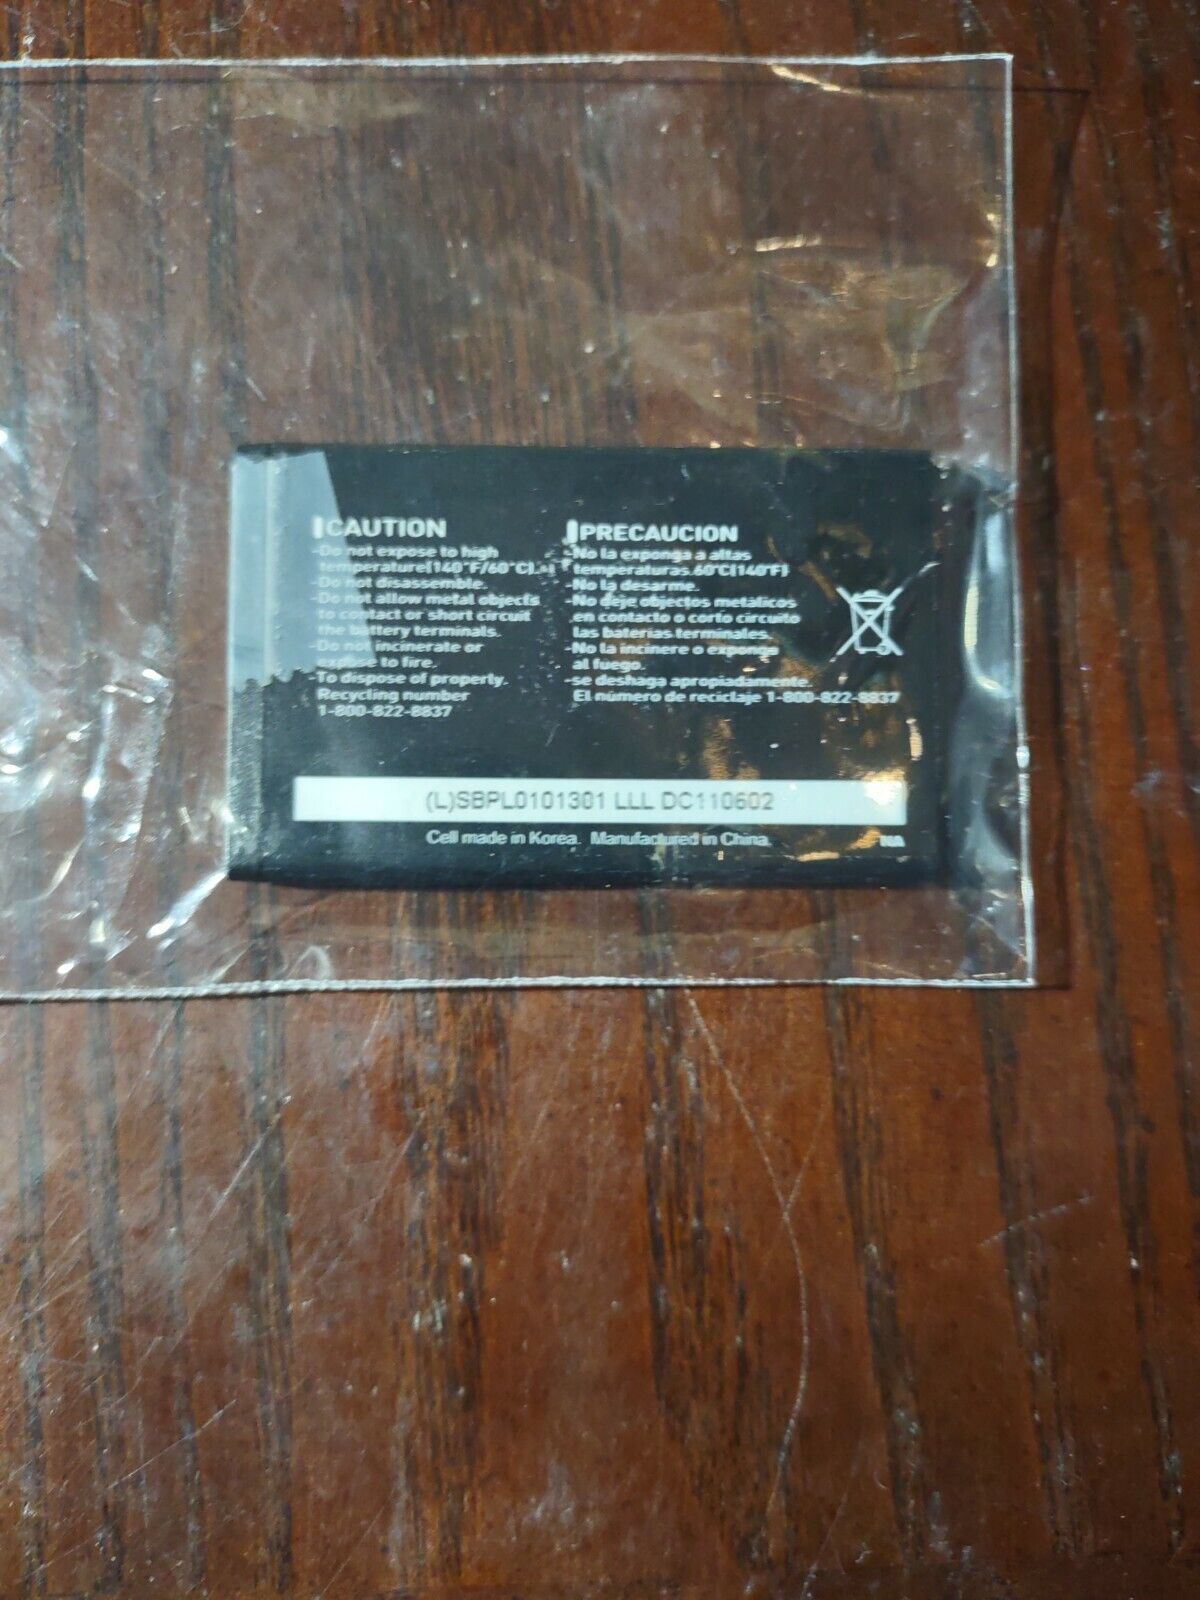 CAUTION
-Do not expose to high
temperature(140°F/60°C).
-Do not disassemble.
-Do not allow metal objects
to contact or short circuit
the battery terminals.
-Do not incinerate or
expose to fire.
-To dispose of property.
Recycling number
1-800-822-8837
PRECAUCION
-No la exponga a altas
temperaturas.60°C(140°F)
-No la desarme.
-No deje objectos metálicos
en contacto o corto circuito
las baterías terminales.
-No la incinere o exponga
al fuego.
-se deshaga apropiadamente.
El número de reciclaje 1-800-822-8837
(L)SBPL0101301 LLL DC110602
Cell made in Korea. Manufactured in China.
NA